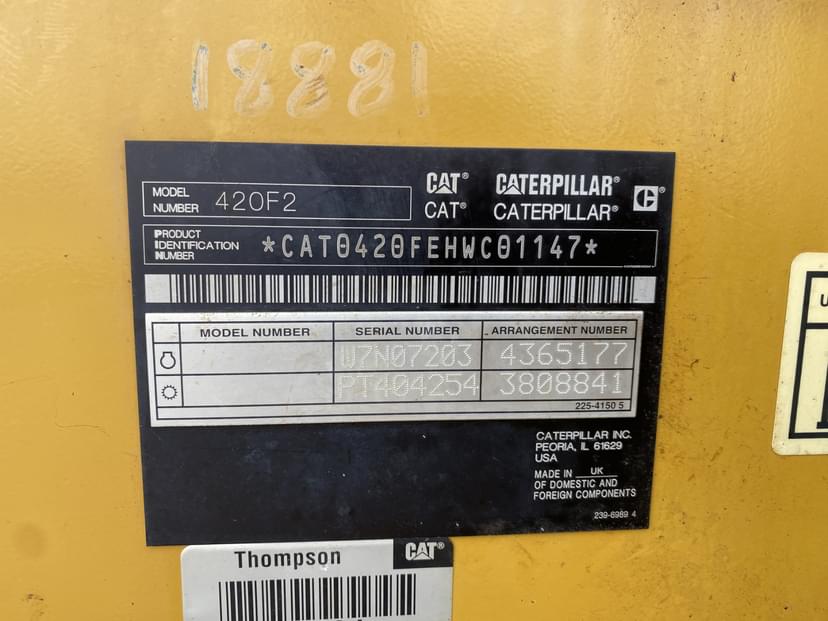 18881
CAT® CATERPILLAR®
MODEL NUMBER 420F2
CAT® CATERPILLAR®
PRODUCT IDENTIFICATION NUMBER *CAT0420FEHWC01147*
MODEL NUMBER SERIAL NUMBER ARRANGEMENT NUMBER
W7N07203 4365177
PT404254 3808841
225-4150 5
CATERPILLAR INC.
PEORIA, IL 61629
USA
MADE IN UK
OF DOMESTIC AND
FOREIGN COMPONENTS
239-6989 4
Thompson CAT®